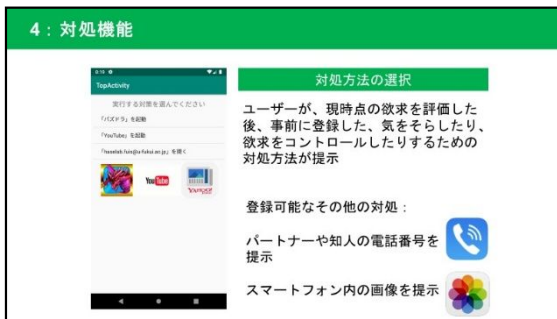 4：対処機能
TopActivity
実行する対策を選んでください
「パズドラ」を起動
「YouTube」を起動
YouTube
YAHOO!
対処方法の選択
ユーザーが、現時点の欲求を評価した
後、事前に登録した、気をそらしたり、
欲求をコントロールしたりするための
対処方法が提示
登録可能なその他の対処：
パートナーや知人の電話番号を
提示
スマートフォン内の画像を提示